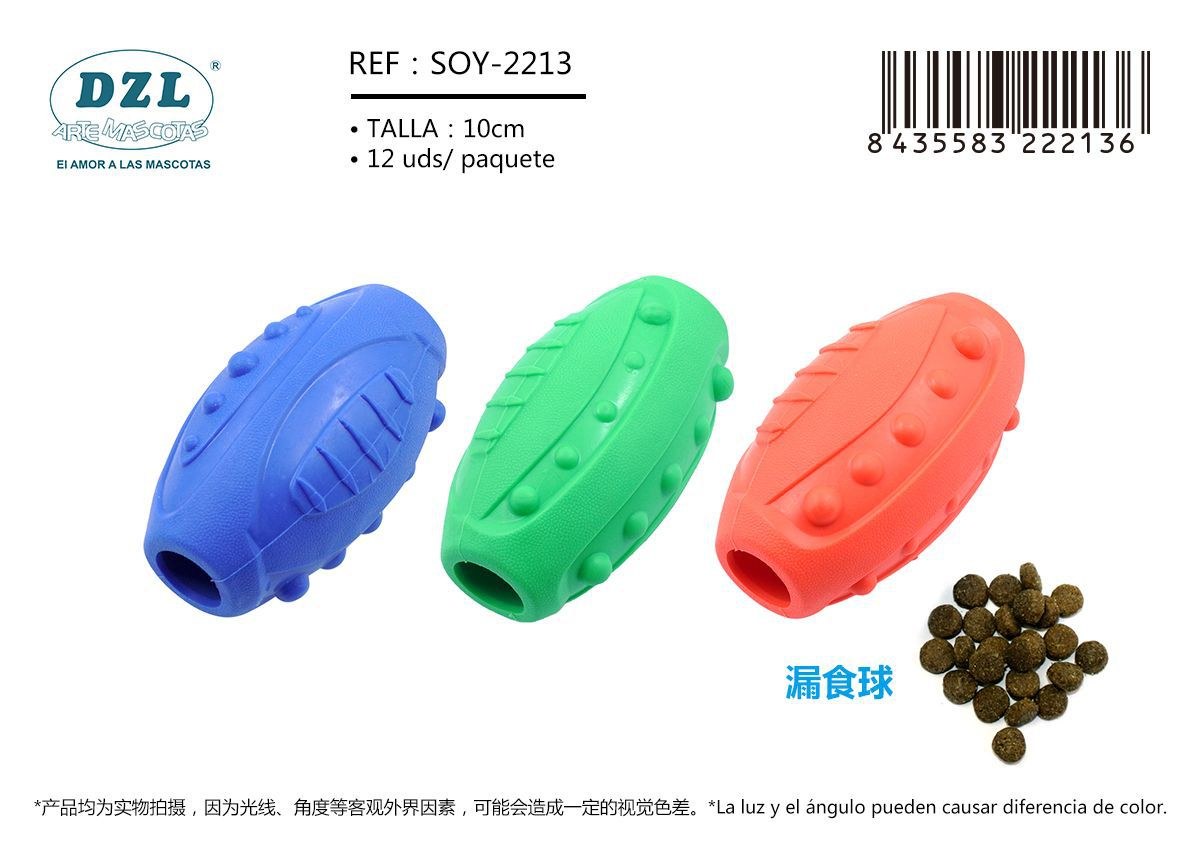 DZL®
ARTE MASCOTAS
El AMOR A LAS MASCOTAS
REF：SOY-2213
• TALLA：10cm
• 12 uds/ paquete
8 435583 222136
漏食球
*产品均为实物拍摄，因为光线、角度等客观外界因素，可能会造成一定的视觉色差。*La luz y el ángulo pueden causar diferencia de color.